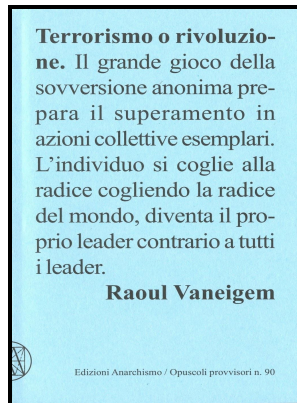 Terrorismo o rivoluzio-
ne. Il grande gioco della
sovversione anonima pre-
para il superamento in
azioni collettive esemplari.
L'individuo si coglie alla
radice cogliendo la radice
del mondo, diventa il pro-
prio leader contrario a tutti
i leader.
Raoul Vaneigem
Edizioni Anarchismo / Opuscoli provvisori n. 90